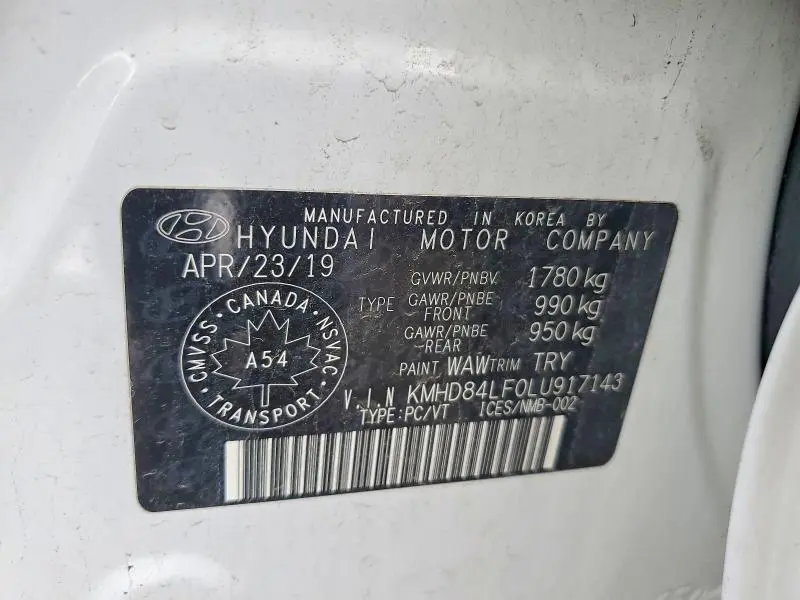 MANUFACTURED IN KOREA BY
HYUNDAI MOTOR COMPANY
APR/23/19
GVWR/PNBV 1780 kg
TYPE GAWR/PNBE FRONT 990 kg
GAWR/PNBE -REAR 950 kg
PAINT WAW TRIM TRY
V.I.N KMHD84LF0LU917143
TYPE:PC/VT ICES/NMB-002
CMVSS · CANADA · NSVAC
A54
· TRANSPORT ·